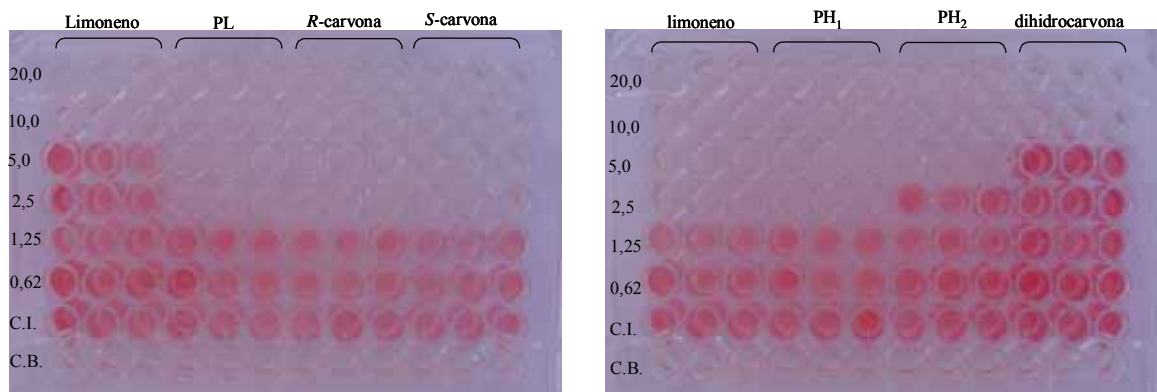 Limoneno PL R-carvona S-carvona
20,0
10,0
5,0
2,5
1,25
0,62
C.I.
C.B.
limoneno PH1 PH2 dihidrocarvona
20,0
10,0
5,0
2,5
1,25
0,62
C.I.
C.B.